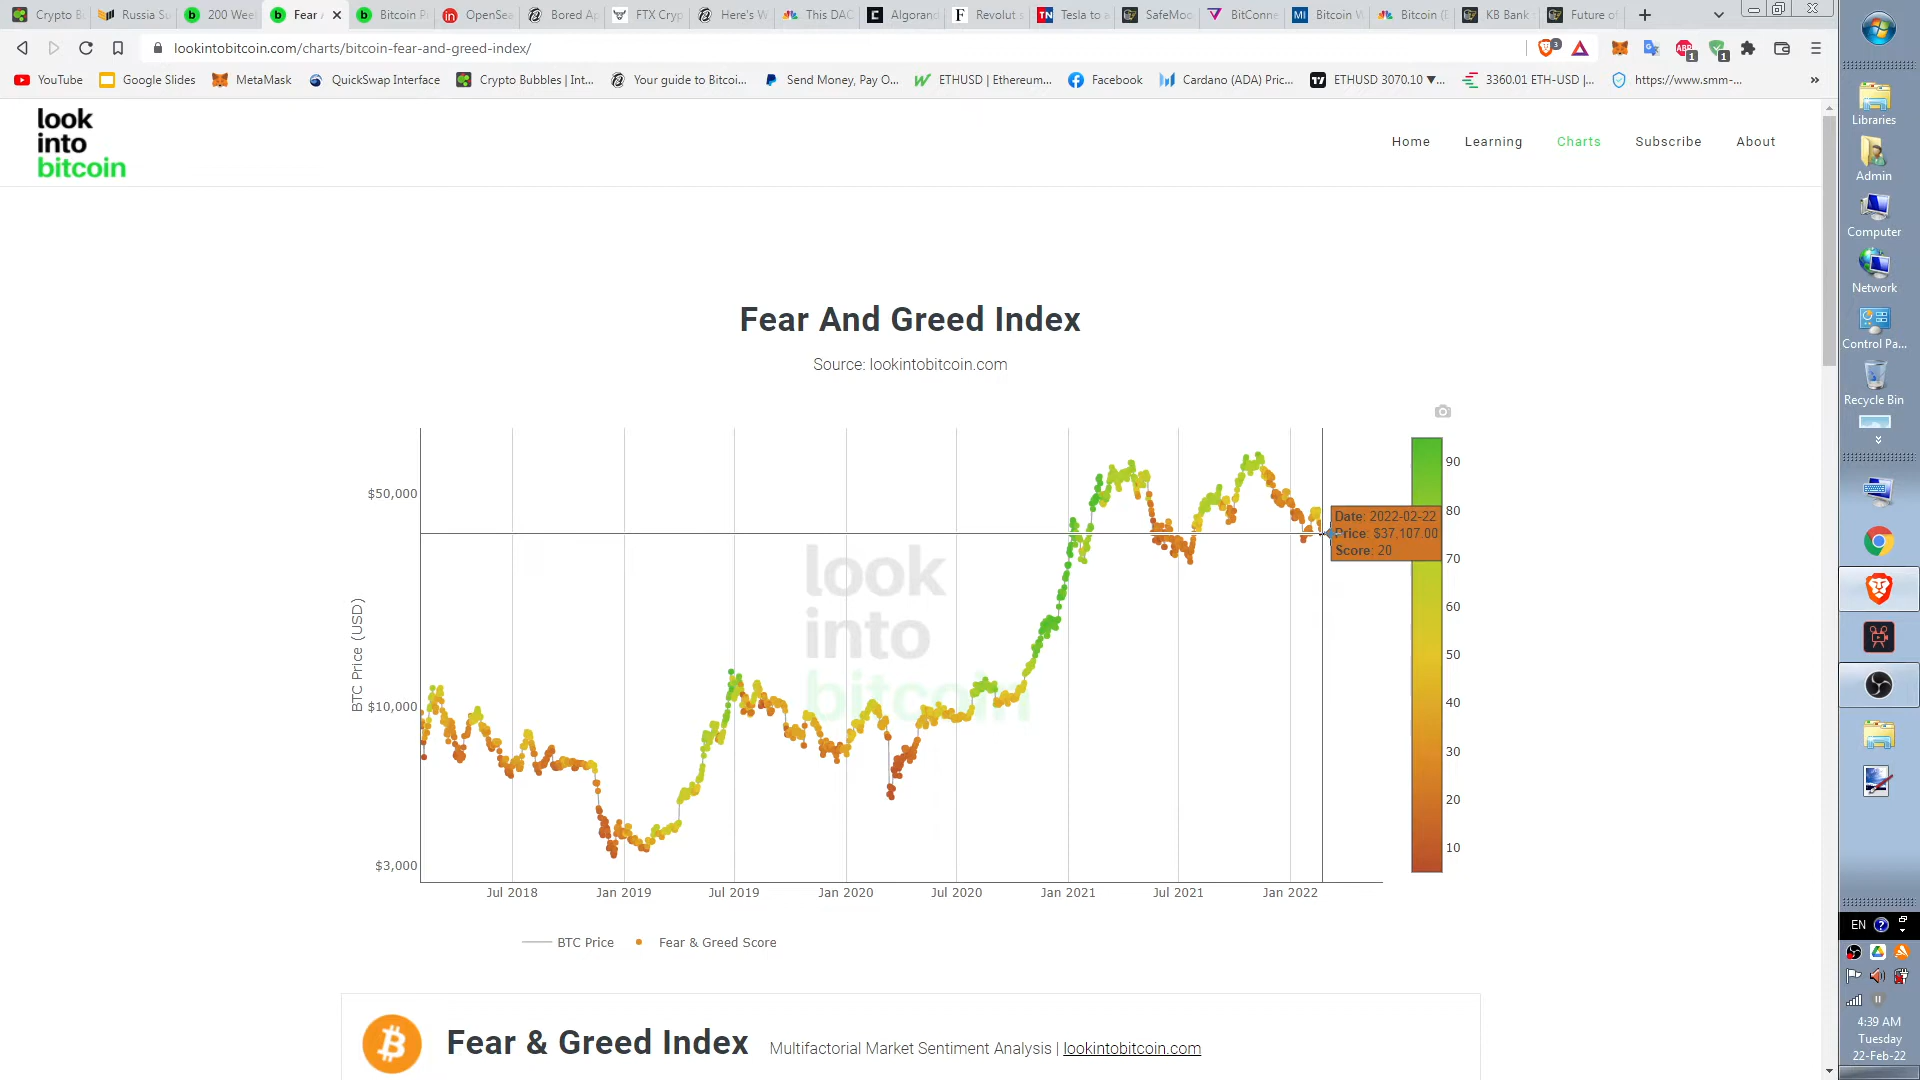 Crypto B
Russia So
200 Wee
Fear
Bitcoin P
OpenSea
Bored Ap
FTX Cryp
Here's W
This DAO
Algorand
Revolut s
Tesla to a
SafeMoo
BitConne
Bitcoin W
Bitcoin (B
KB Bank
Future of
lookintobitcoin.com/charts/bitcoin-fear-and-greed-index/
YouTube
Google Slides
MetaMask
QuickSwap Interface
Crypto Bubbles | Int...
Your guide to Bitcoi...
Send Money, Pay O...
ETHUSD | Ethereum...
Facebook
Cardano (ADA) Pric...
ETHUSD 3070.10 ▼...
3360.01 ETH-USD |...
https://www.smm-...
look
into
bitcoin
Home
Learning
Charts
Subscribe
About
Fear And Greed Index
Source: lookintobitcoin.com
BTC Price (USD)
$50,000
$10,000
$3,000
look
into
bitcoin
Date: 2022-02-22
Price: $37,107.00
Score: 20
90
80
70
60
50
40
30
20
10
Jul 2018
Jan 2019
Jul 2019
Jan 2020
Jul 2020
Jan 2021
Jul 2021
Jan 2022
BTC Price
Fear & Greed Score
Fear & Greed Index
Multifactorial Market Sentiment Analysis | lookintobitcoin.com
Libraries
Admin
Computer
Network
Control Pa...
Recycle Bin
EN
4:39 AM
Tuesday
22-Feb-22